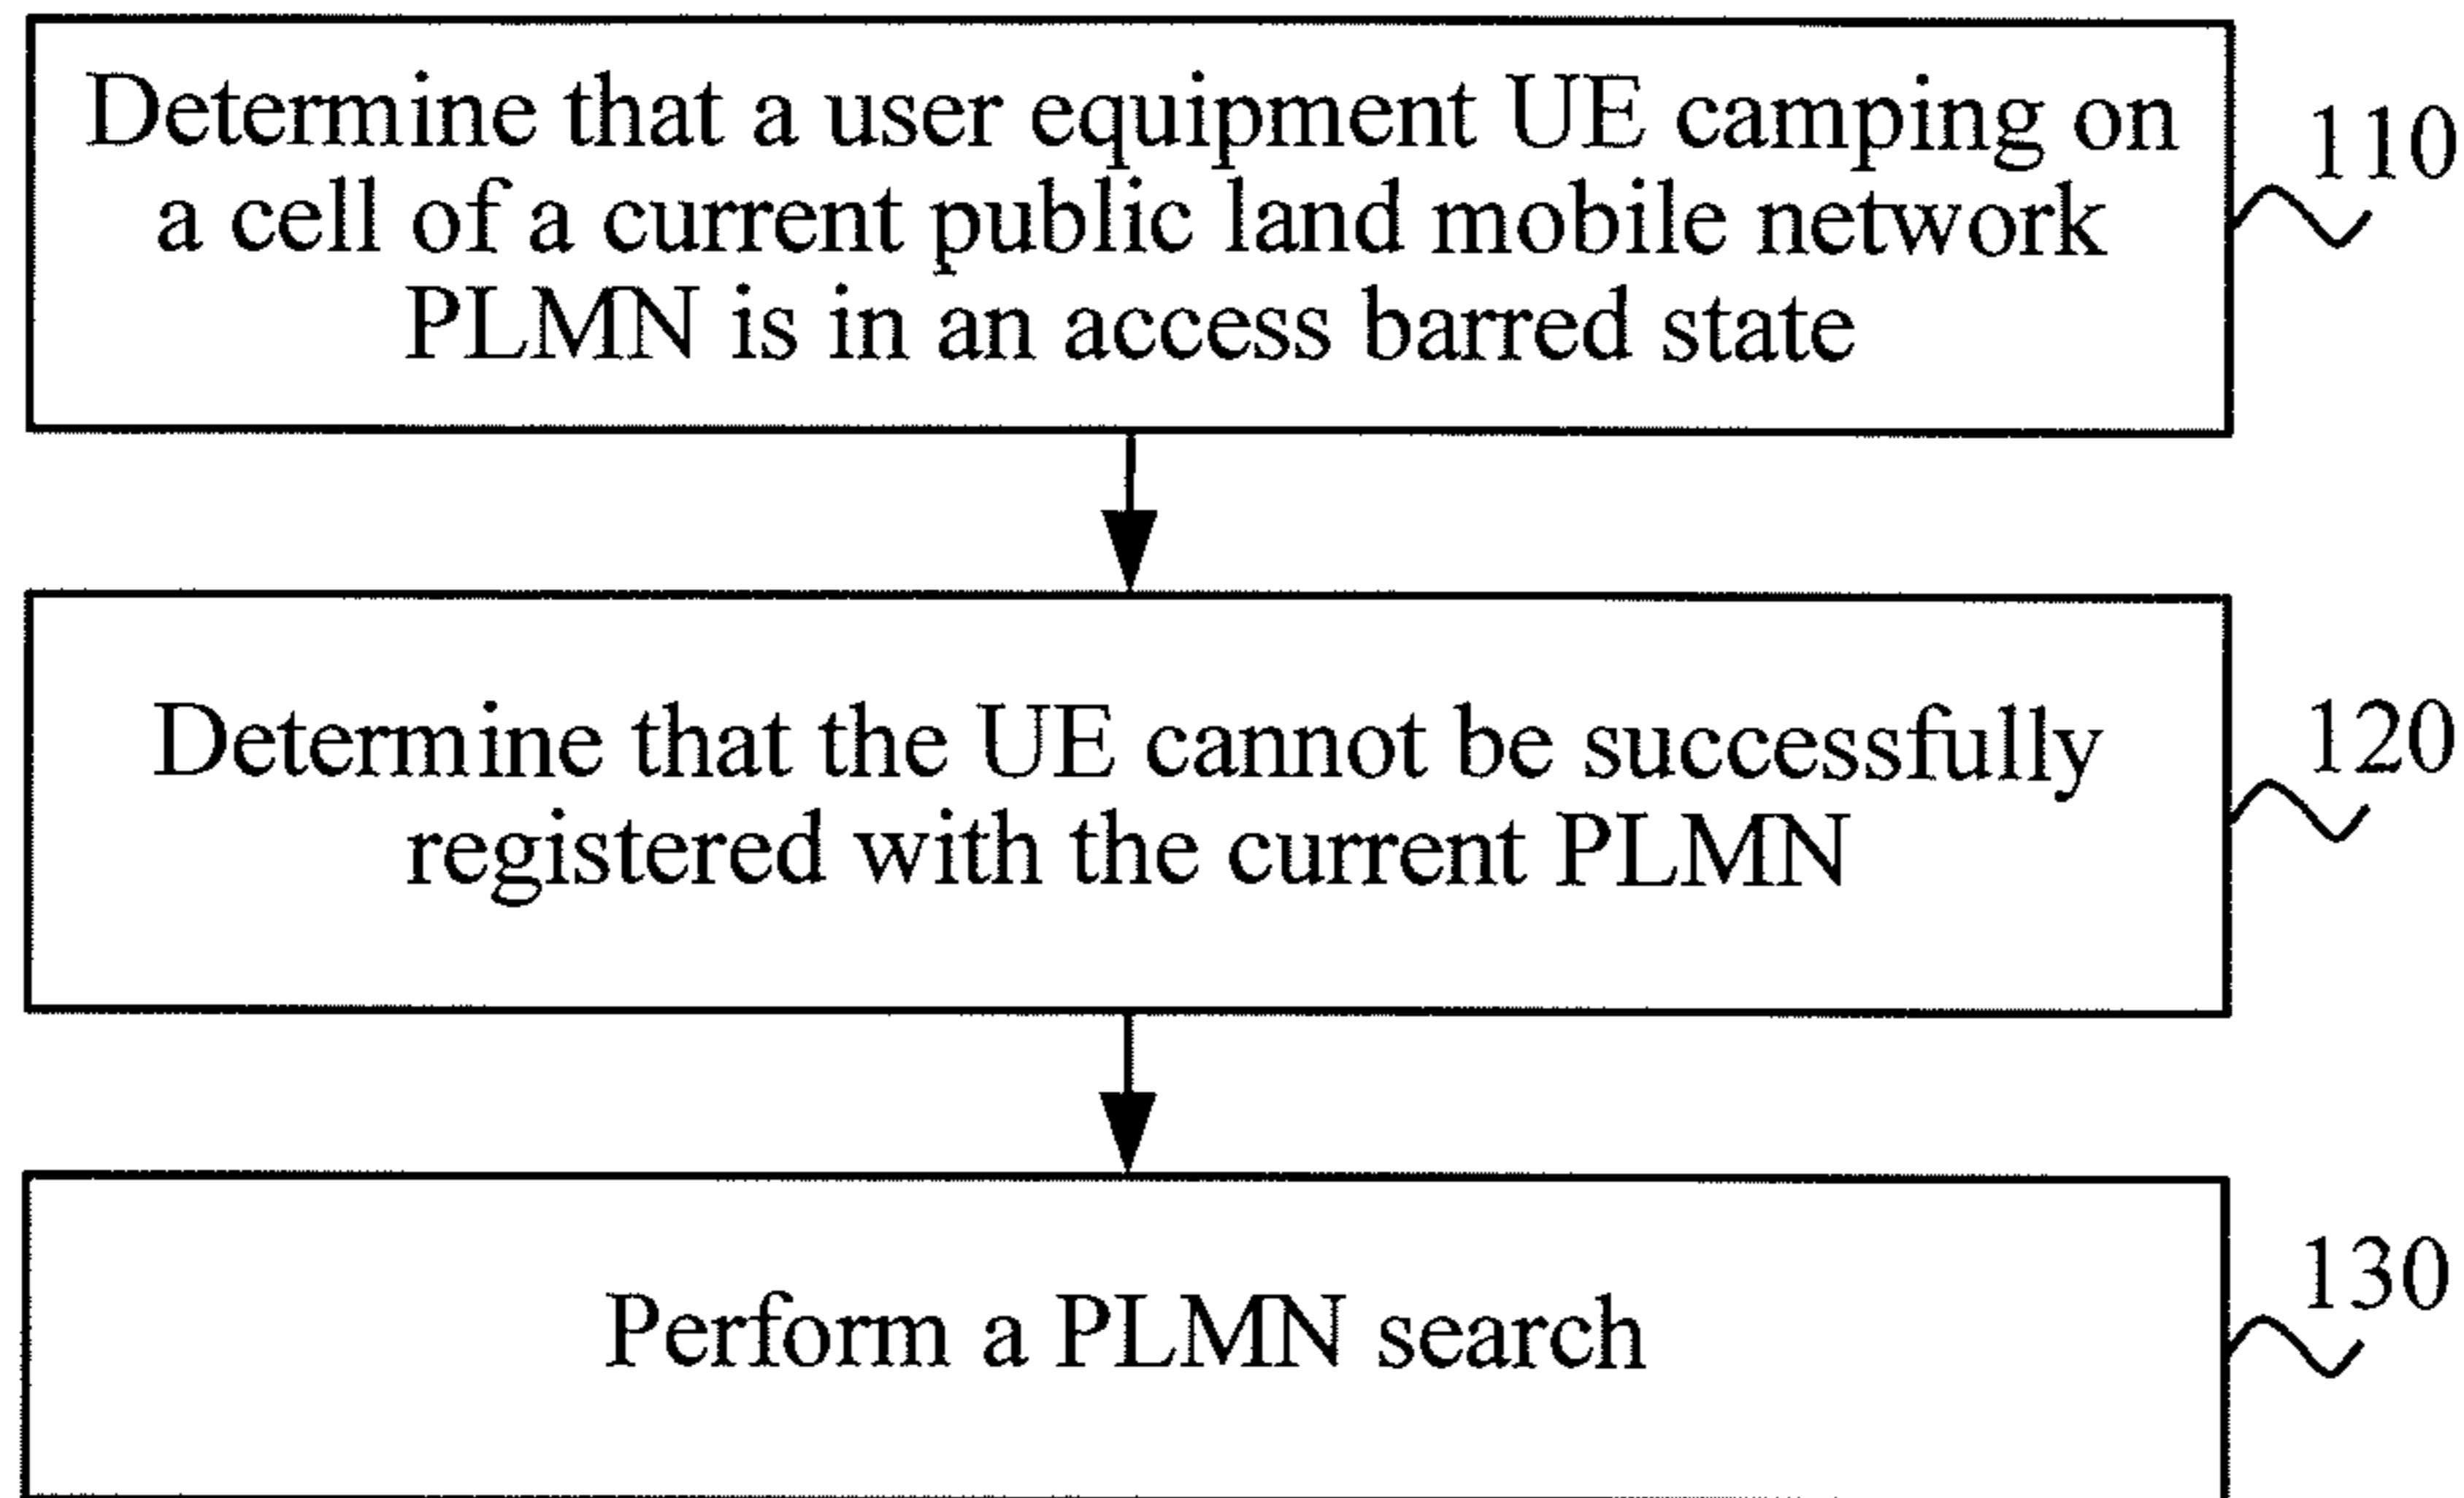 Determine that a user equipment UE camping on
a cell of a current public land mobile network
PLMN is in an access barred state
110
Determine that the UE cannot be successfully
registered with the current PLMN
120
Perform a PLMN search
130